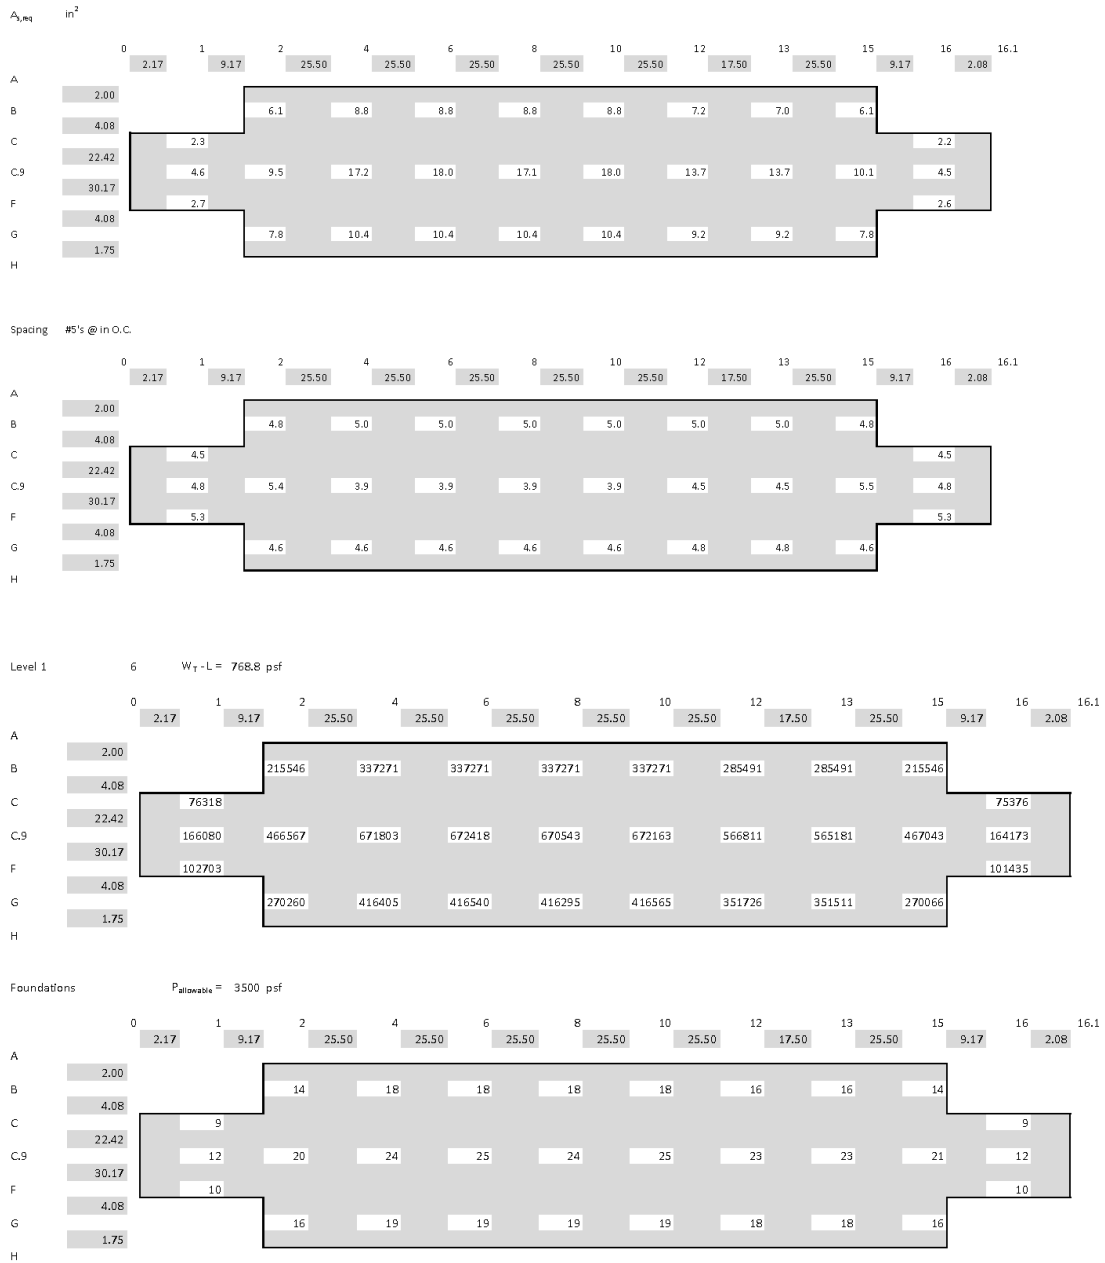 As,req in²
0 1 2 4 6 8 10 12 13 15 16 16.1
2.17 9.17 25.50 25.50 25.50 25.50 25.50 17.50 25.50 9.17 2.08
A
2.00
B 6.1 8.8 8.8 8.8 8.8 7.2 7.0 6.1
4.08
C 2.3 2.2
22.42
C.9 4.6 9.5 17.2 18.0 17.1 18.0 13.7 13.7 10.1 4.5
30.17
F 2.7 2.6
4.08
G 7.8 10.4 10.4 10.4 10.4 9.2 9.2 7.8
1.75
H
Spacing #5's @ in O.C.
0 1 2 4 6 8 10 12 13 15 16 16.1
2.17 9.17 25.50 25.50 25.50 25.50 25.50 17.50 25.50 9.17 2.08
A
2.00
B 4.8 5.0 5.0 5.0 5.0 5.0 5.0 4.8
4.08
C 4.5 4.5
22.42
C.9 4.8 5.4 3.9 3.9 3.9 3.9 4.5 4.5 5.5 4.8
30.17
F 5.3 5.3
4.08
G 4.6 4.6 4.6 4.6 4.6 4.8 4.8 4.6
1.75
H
Level 1 6 WT - L = 768.8 psf
0 1 2 4 6 8 10 12 13 15 16 16.1
2.17 9.17 25.50 25.50 25.50 25.50 25.50 17.50 25.50 9.17 2.08
A
2.00
B 215546 337271 337271 337271 337271 285491 285491 215546
4.08
C 76318 75376
22.42
C.9 166080 466567 671803 672418 670543 672163 566811 565181 467043 164173
30.17
F 102703 101435
4.08
G 270260 416405 416540 416295 416565 351726 351511 270066
1.75
H
Foundations Pallowable = 3500 psf
0 1 2 4 6 8 10 12 13 15 16 16.1
2.17 9.17 25.50 25.50 25.50 25.50 25.50 17.50 25.50 9.17 2.08
A
2.00
B 14 18 18 18 18 16 16 14
4.08
C 9 9
22.42
C.9 12 20 24 25 24 25 23 23 21 12
30.17
F 10 10
4.08
G 16 19 19 19 19 18 18 16
1.75
H